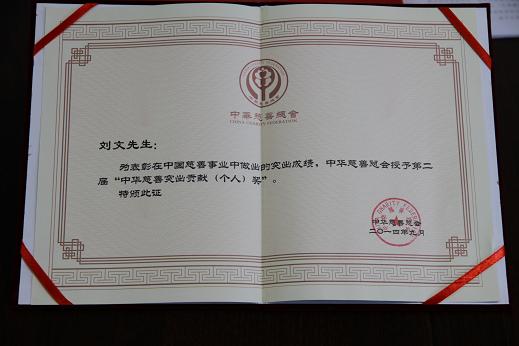 中華慈善總會
CHINA CHARITY FEDERATION
刘文先生：
为表彰在中国慈善事业中做出的突出成绩，中华慈善总会授予第二
届“中华慈善突出贡献（个人）奖”。
特颁此证
中华慈善总会
二〇一四年九月